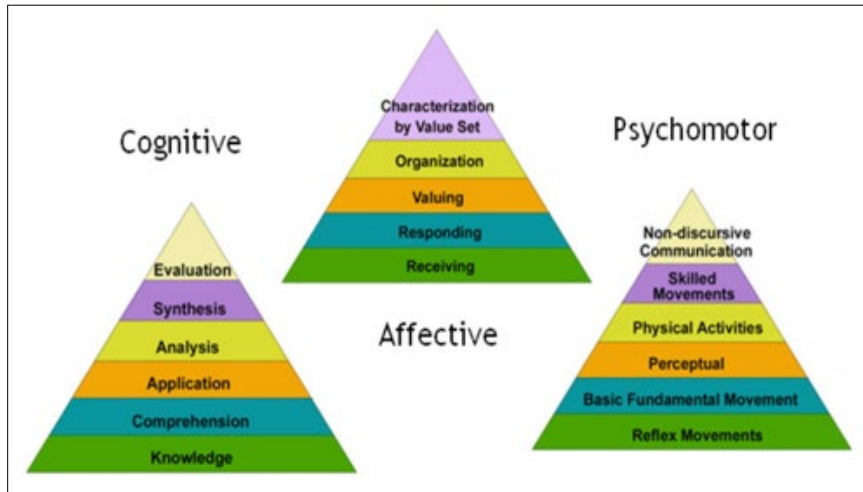 Cognitive
Evaluation
Synthesis
Analysis
Application
Comprehension
Knowledge
Characterization
by Value Set
Organization
Valuing
Responding
Receiving
Affective
Psychomotor
Non-discursive
Communication
Skilled
Movements
Physical Activities
Perceptual
Basic Fundamental Movement
Reflex Movements